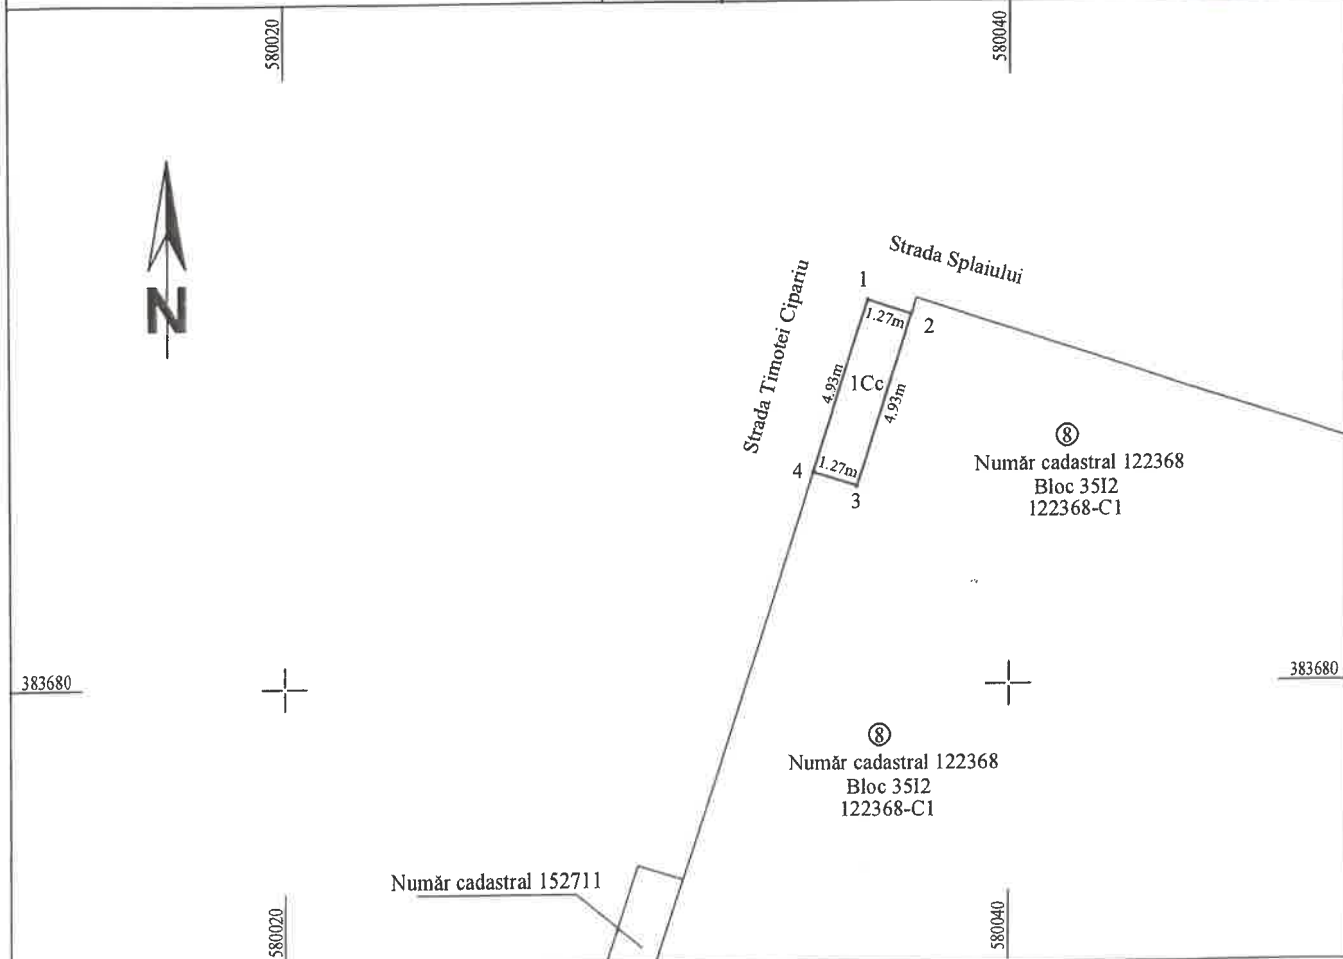 580020
580040
N
Strada Splaiului
Strada Timotei Cipariu
1
1.27m
2
4.93m
1Cc
4.93m
4
1.27m
3
8
Număr cadastral 122368
Bloc 35I2
122368-C1
383680
383680
8
Număr cadastral 122368
Bloc 35I2
122368-C1
Număr cadastral 152711
580020
580040